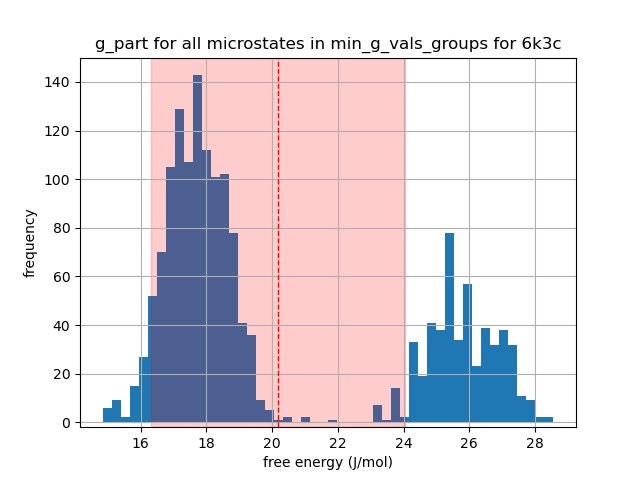 g_part for all microstates in min_g_vals_groups for 6k3c
140
120
100
80
60
40
20
0
frequency
16 18 20 22 24 26 28
free energy (J/mol)